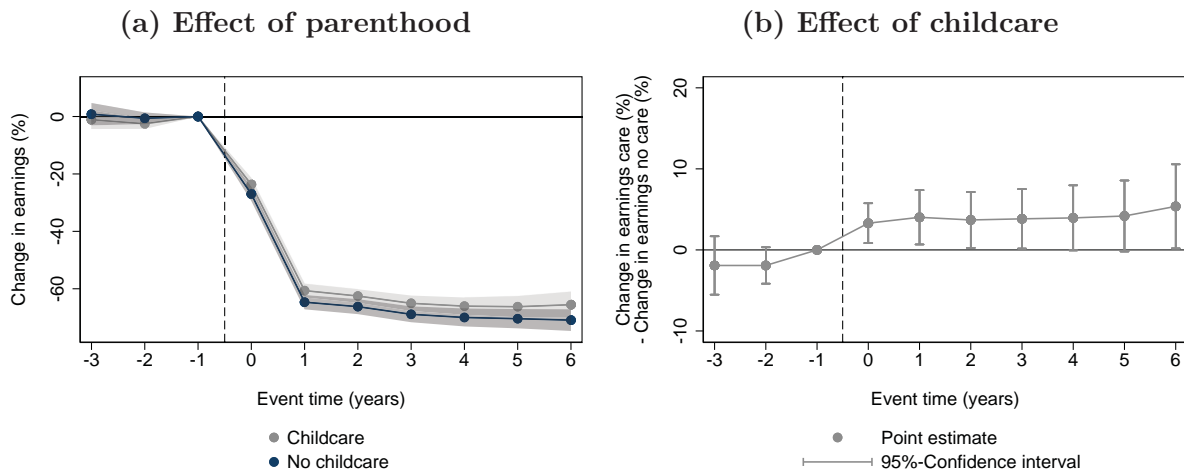 (a) Effect of parenthood
Change in earnings (%)
0
-20
-40
-60
-3 -2 -1 0 1 2 3 4 5 6
Event time (years)
Childcare
No childcare
(b) Effect of childcare
Change in earnings care (%)
- Change in earnings no care (%)
20
10
0
-10
-3 -2 -1 0 1 2 3 4 5 6
Event time (years)
Point estimate
95%-Confidence interval